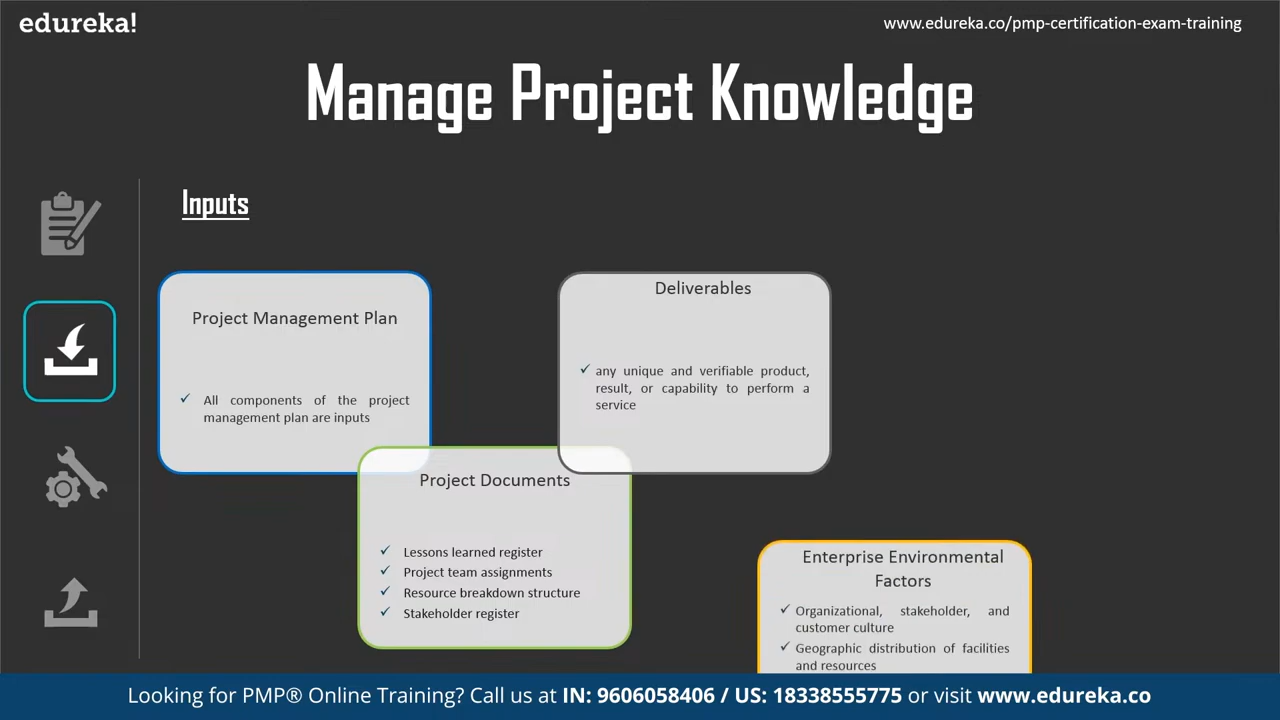 edureka!
www.edureka.co/pmp-certification-exam-training
Manage Project Knowledge
Inputs
Project Management Plan
✓ All components of the project
management plan are inputs
Deliverables
✓ any unique and verifiable product,
result, or capability to perform a
service
Project Documents
✓ Lessons learned register
✓ Project team assignments
✓ Resource breakdown structure
✓ Stakeholder register
Enterprise Environmental
Factors
✓ Organizational, stakeholder, and
customer culture
✓ Geographic distribution of facilities
and resources
Looking for PMP® Online Training? Call us at IN: 9606058406 / US: 18338555775 or visit www.edureka.co